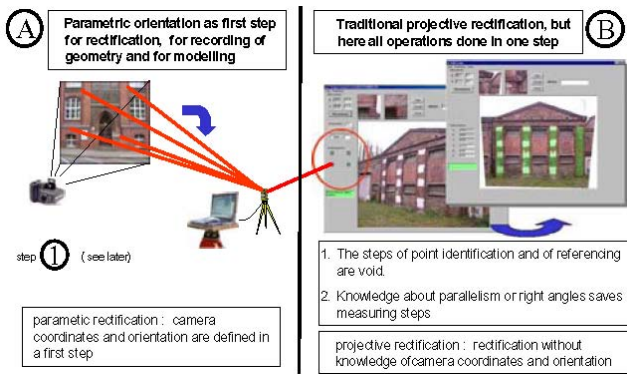 A
Parametric orientation as first step
for rectification, for recording of
geometry and for modelling
step 1 ( see later)
parametic rectification : camera
coordinates and orientation are defined in
a first step
Traditional projective rectification, but
here all operations done in one step
B
1. The steps of point identification and of referencing
are void.
2. Knowledge about parallelism or right angles saves
measuring steps
projective rectification : rectification without
knowledge ofcamera coordinates and orientation